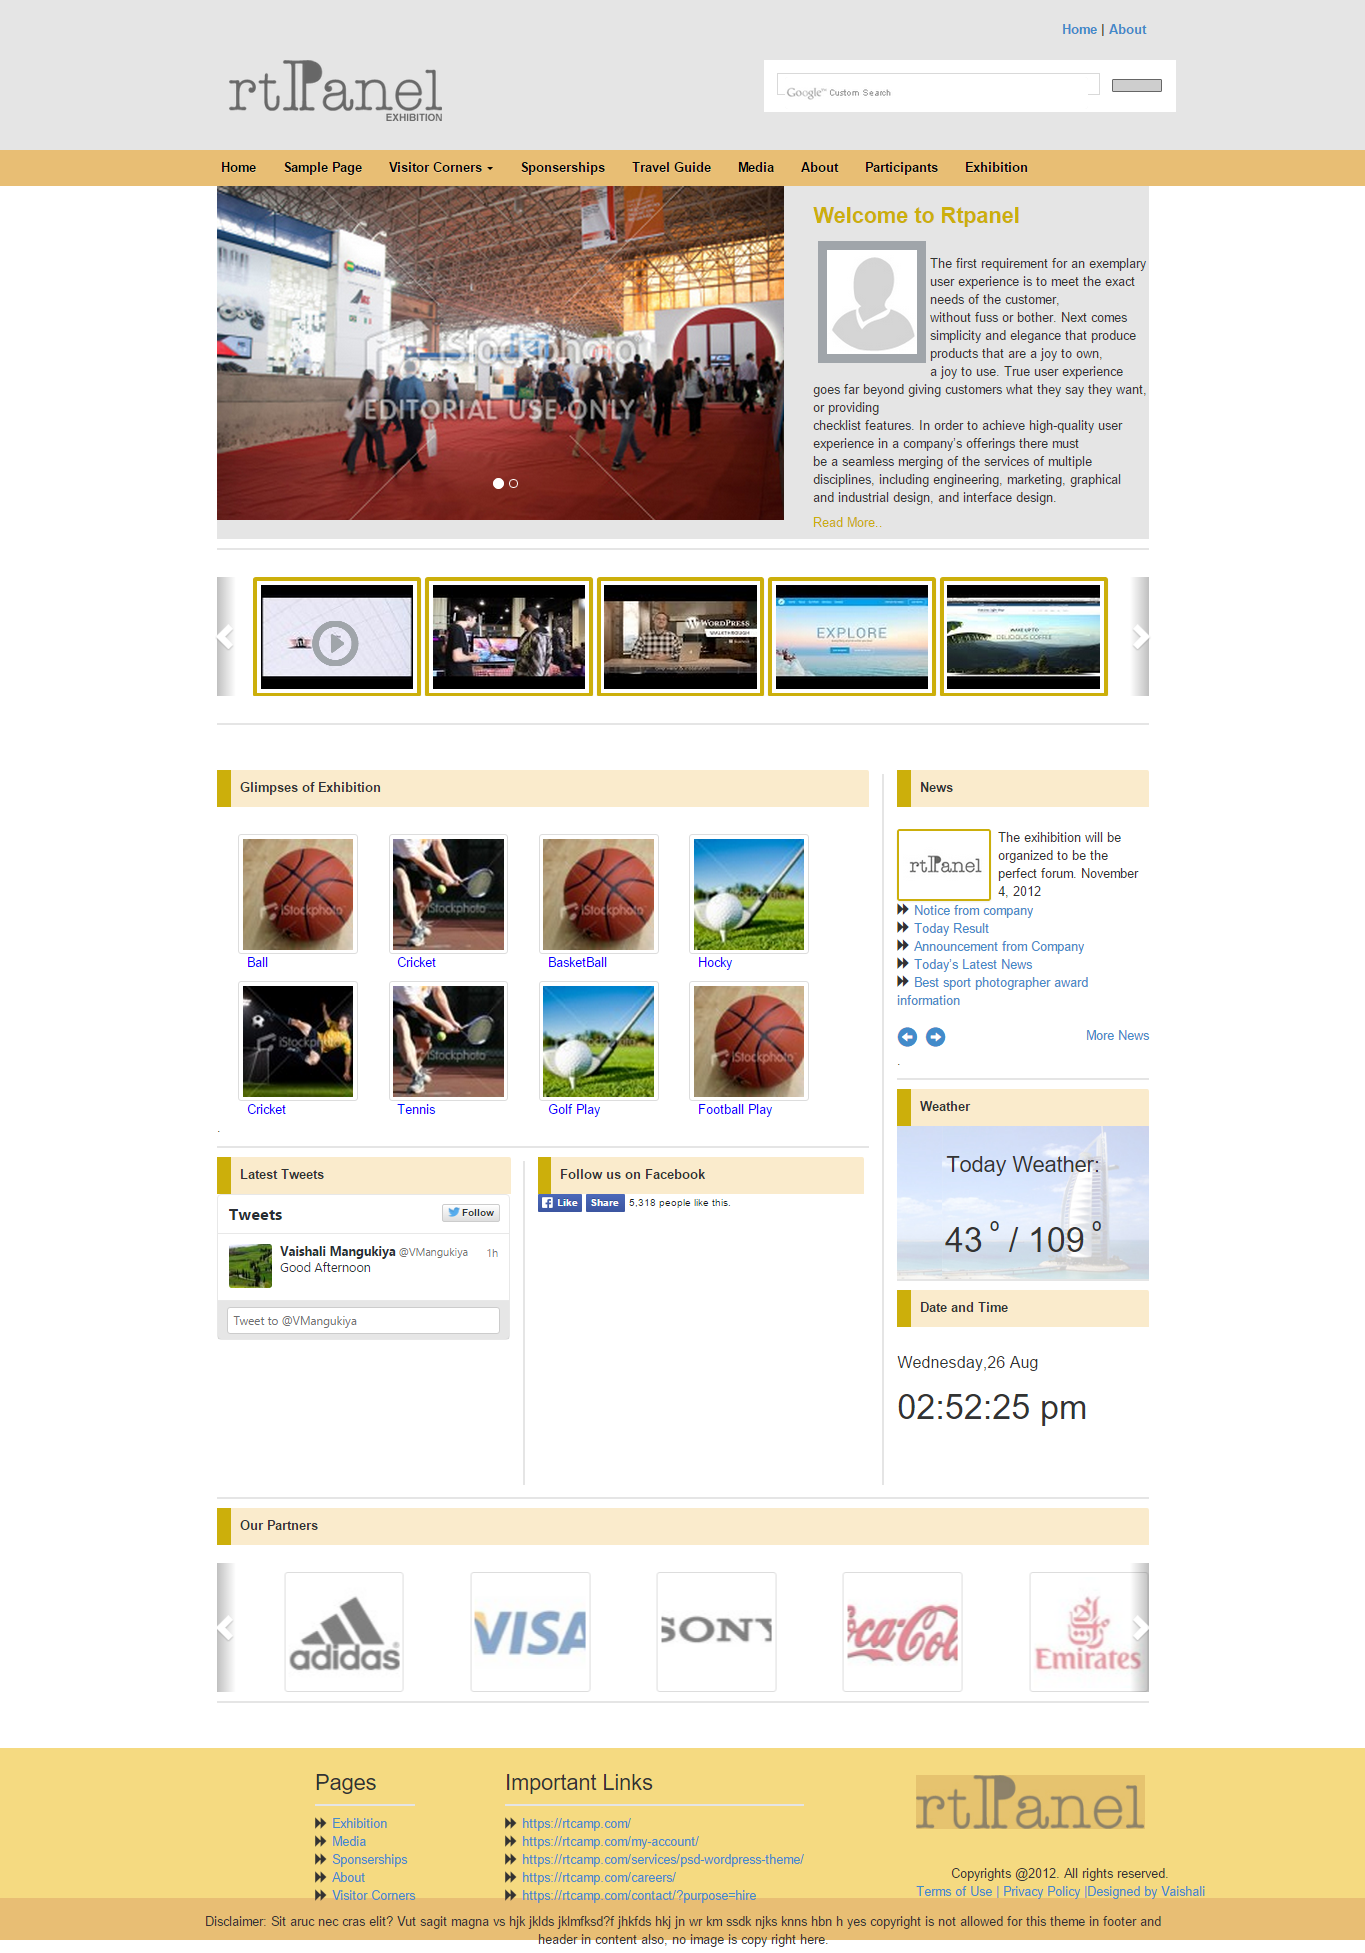 Home | About
rtPanel
EXHIBITION
Google™ Custom Search
Home Sample Page Visitor Corners Sponserships Travel Guide Media About Participants Exhibition
iStockphoto
EDITORIAL USE ONLY
Welcome to Rtpanel
The first requirement for an exemplary
user experience is to meet the exact
needs of the customer,
without fuss or bother. Next comes
simplicity and elegance that produce
products that are a joy to own,
a joy to use. True user experience
goes far beyond giving customers what they say they want,
or providing
checklist features. In order to achieve high-quality user
experience in a company's offerings there must
be a seamless merging of the services of multiple
disciplines, including engineering, marketing, graphical
and industrial design, and interface design.
Read More..
WORDPRESS
WALKTHROUGH
EXPLORE
DELICIOUS COFFEE
Glimpses of Exhibition
iStockphoto iStockphoto iStockphoto
Ball Cricket BasketBall Hocky
iStockphoto iStockphoto iStockphoto
Cricket Tennis Golf Play Football Play
.
News
rtPanel
The exihibition will be
organized to be the
perfect forum. November
4, 2012
Notice from company
Today Result
Announcement from Company
Today's Latest News
Best sport photographer award
information
More News
.
Latest Tweets
Tweets Follow
Vaishali Mangukiya @VMangukiya 1h
Good Afternoon
Tweet to @VMangukiya
Follow us on Facebook
Like Share 5,318 people like this.
Weather
Today Weather:
43 o / 109 o
Date and Time
Wednesday,26 Aug
02:52:25 pm
Our Partners
adidas VISA SONY Coca-Cola Emirates
Pages
Exhibition
Media
Sponserships
About
Visitor Corners
Important Links
https://rtcamp.com/
https://rtcamp.com/my-account/
https://rtcamp.com/services/psd-wordpress-theme/
https://rtcamp.com/careers/
https://rtcamp.com/contact/?purpose=hire
rtPanel
Copyrights @2012. All rights reserved.
Terms of Use | Privacy Policy |Designed by Vaishali
Disclaimer: Sit aruc nec cras elit? Vut sagit magna vs hjk jklds jklmfksd?f jhkfds hkj jn wr km ssdk njks knns hbn h yes copyright is not allowed for this theme in footer and
header in content also, no image is copy right here.